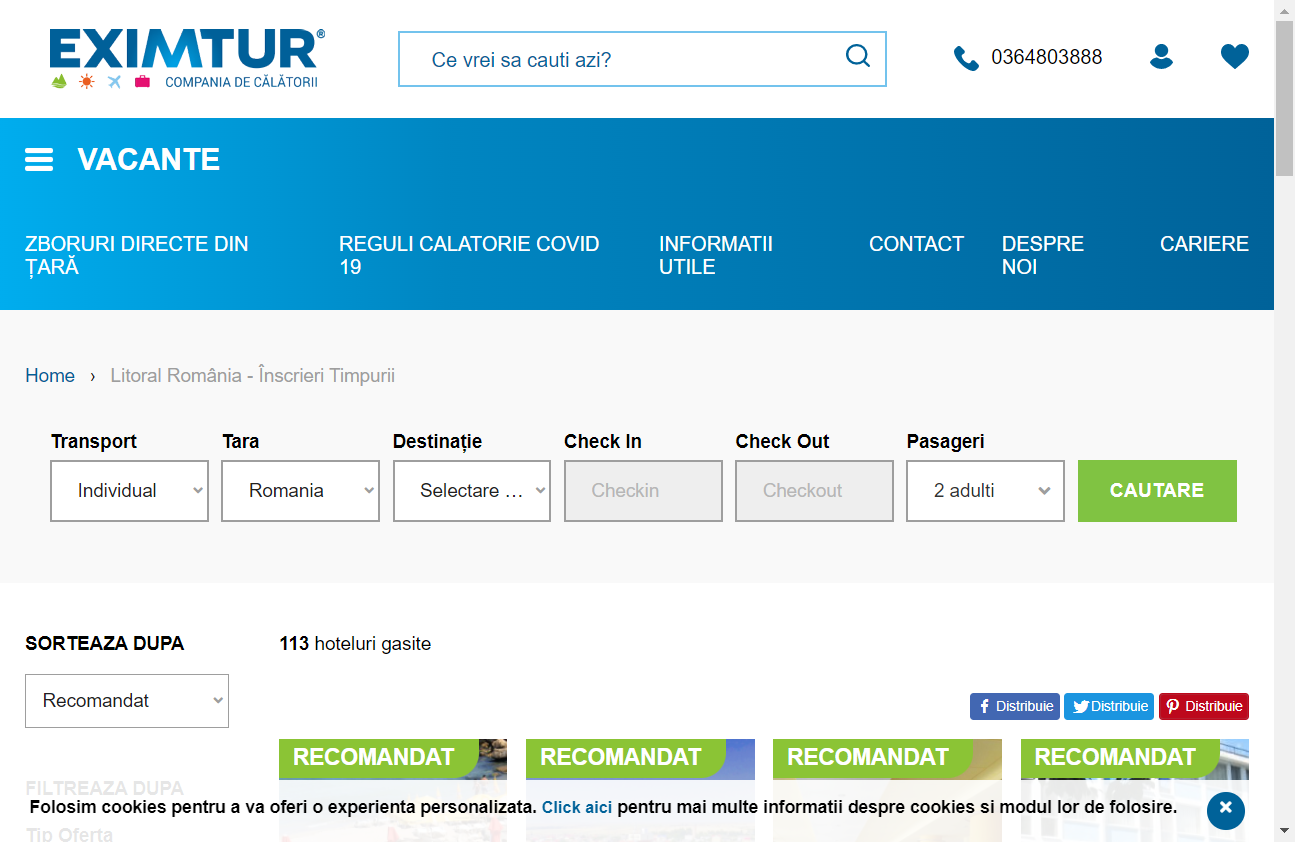 EXIMTUR®
COMPANIA DE CĂLĂTORII
Ce vrei sa cauti azi?
0364803888
VACANTE
ZBORURI DIRECTE DIN
ȚARĂ
REGULI CALATORIE COVID
19
INFORMATII
UTILE
CONTACT
DESPRE
NOI
CARIERE
Home › Litoral România - Înscrieri Timpurii
Transport
Tara
Destinație
Check In
Check Out
Pasageri
Individual
Romania
Selectare ...
Checkin
Checkout
2 adulti
CAUTARE
SORTEAZA DUPA
113 hoteluri gasite
Recomandat
Distribuie
Distribuie
Distribuie
RECOMANDAT
RECOMANDAT
RECOMANDAT
RECOMANDAT
FILTREAZA DUPA
Folosim cookies pentru a va oferi o experienta personalizata. Click aici pentru mai multe informatii despre cookies si modul lor de folosire.
Tip Oferta